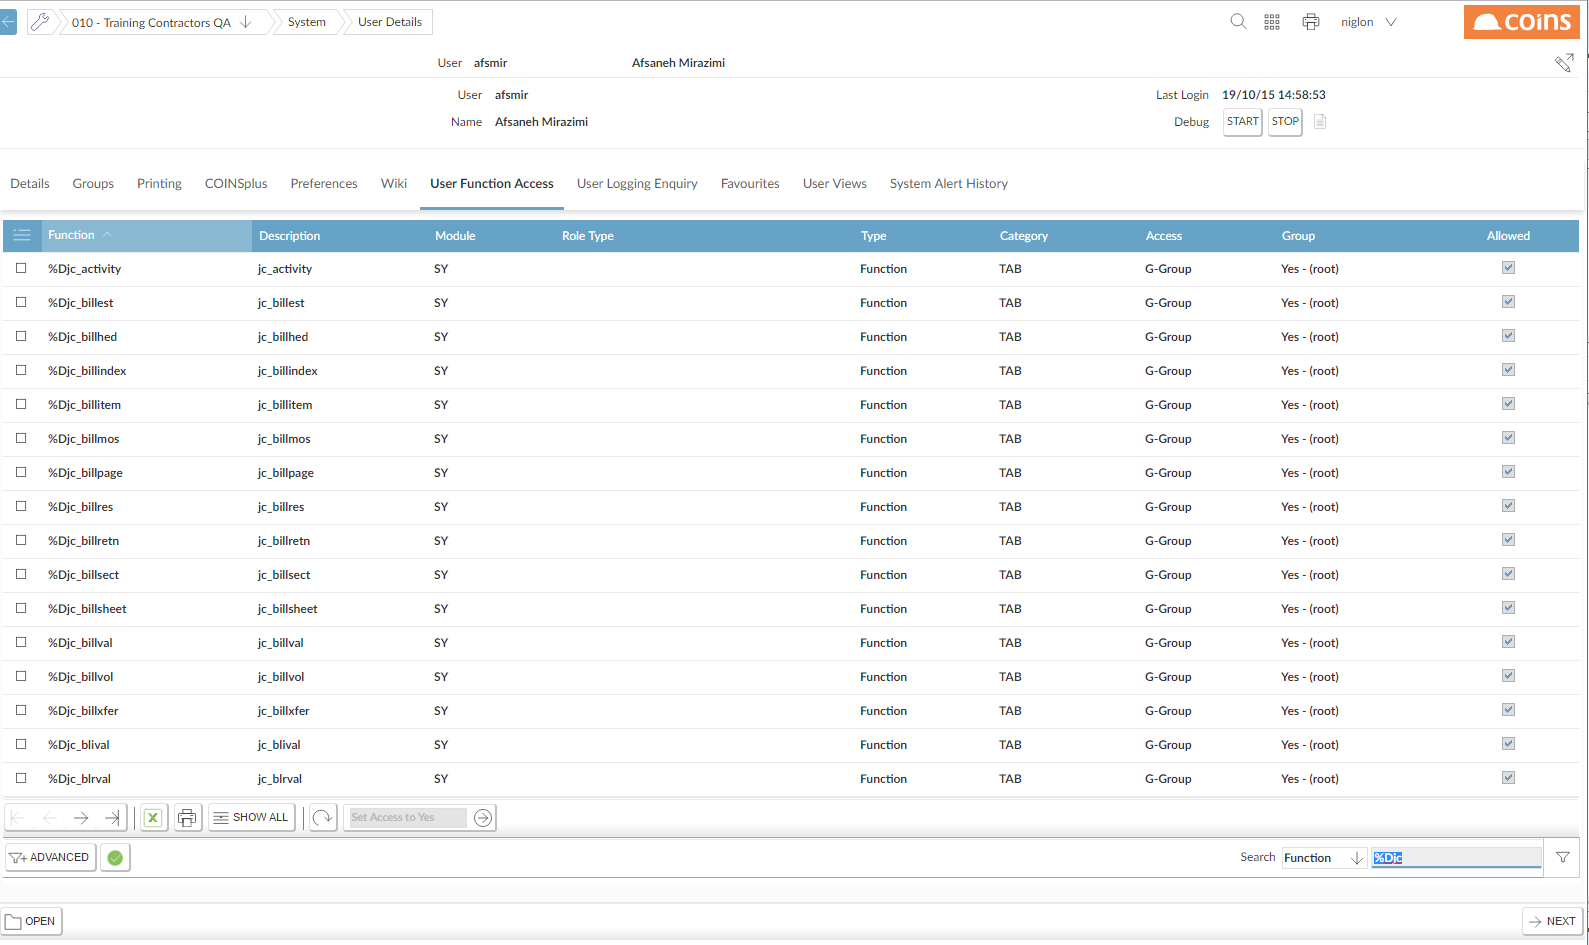 010 - Training Contractors QA System User Details niglon coins
User afsmir Afsaneh Mirazimi
User afsmir Last Login 19/10/15 14:58:53
Name Afsaneh Mirazimi Debug START STOP
Details Groups Printing COINSplus Preferences Wiki User Function Access User Logging Enquiry Favourites User Views System Alert History
Function Description Module Role Type Type Category Access Group Allowed
%Djc_activity jc_activity SY Function TAB G-Group Yes - (root)
%Djc_billest jc_billest SY Function TAB G-Group Yes - (root)
%Djc_billhed jc_billhed SY Function TAB G-Group Yes - (root)
%Djc_billindex jc_billindex SY Function TAB G-Group Yes - (root)
%Djc_billitem jc_billitem SY Function TAB G-Group Yes - (root)
%Djc_billmos jc_billmos SY Function TAB G-Group Yes - (root)
%Djc_billpage jc_billpage SY Function TAB G-Group Yes - (root)
%Djc_billres jc_billres SY Function TAB G-Group Yes - (root)
%Djc_billretn jc_billretn SY Function TAB G-Group Yes - (root)
%Djc_billsect jc_billsect SY Function TAB G-Group Yes - (root)
%Djc_billsheet jc_billsheet SY Function TAB G-Group Yes - (root)
%Djc_billval jc_billval SY Function TAB G-Group Yes - (root)
%Djc_billvol jc_billvol SY Function TAB G-Group Yes - (root)
%Djc_billxfer jc_billxfer SY Function TAB G-Group Yes - (root)
%Djc_blival jc_blival SY Function TAB G-Group Yes - (root)
%Djc_blrval jc_blrval SY Function TAB G-Group Yes - (root)
SHOW ALL Set Access to Yes
ADVANCED Search Function %Djc
OPEN NEXT